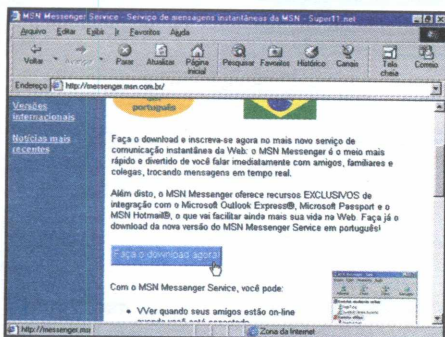 MSN Messenger Service - Serviço de mensagens instantâneas da MSN - Super11.net
Arquivo Editar Exibir Ir Favoritos Ajuda
Voltar Avançar Parar Atualizar Página inicial Pesquisar Favoritos Histórico Canais Tela cheia Correio
Endereço http://messenger.msn.com.br/
Versões
internacionais
Notícias mais
recentes
em
português
Faça o download e inscreva-se agora no mais novo serviço de
comunicação instantânea da Web: o MSN Messenger é o meio mais
rápido e divertido de você falar imediatamente com amigos, familiares e
colegas, trocando mensagens em tempo real.
Além disto, o MSN Messenger oferece recursos EXCLUSIVOS de
integração com o Microsoft Outlook Express®, Microsoft Passport e o
MSN Hotmail®, o que vai facilitar ainda mais sua vida na Web. Faça já o
download da nova versão do MSN Messenger Service em português!
Faça o download agora!
Com o MSN Messenger Service, você pode:
• VVer quando seus amigos estão on-line
quando você está conectado
http://messenger.msn
Zona da Internet